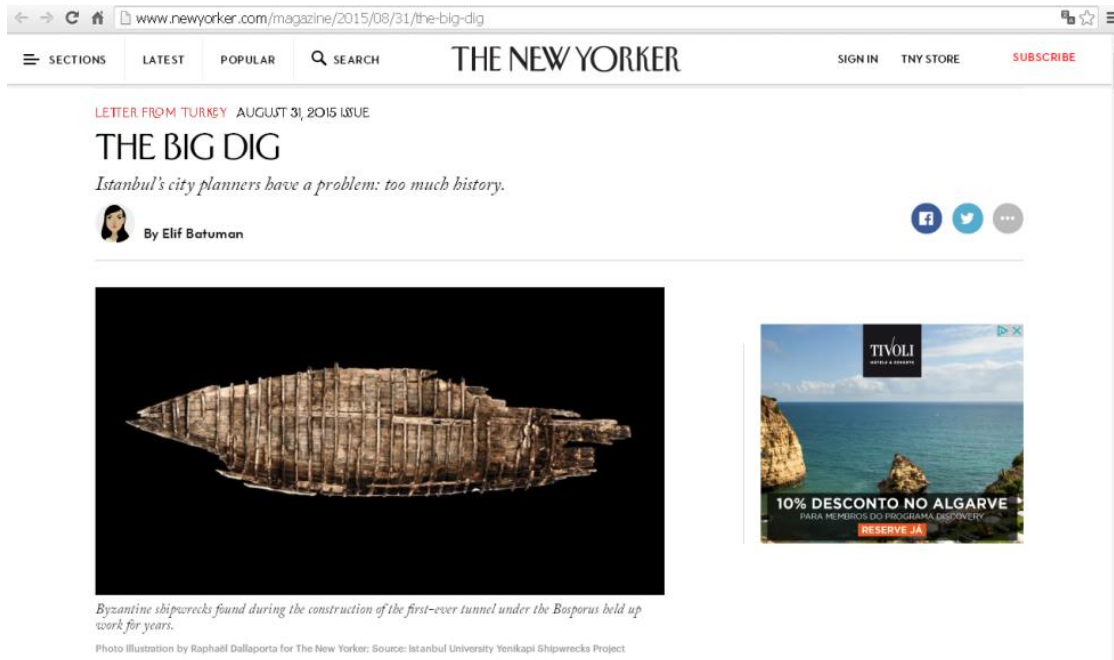 www.newyorker.com/magazine/2015/08/31/the-big-dig
SECTIONS LATEST POPULAR SEARCH THE NEW YORKER SIGN IN TNY STORE SUBSCRIBE
LETTER FROM TURKEY AUGUST 31, 2015 ISSUE
THE BIG DIG
Istanbul's city planners have a problem: too much history.
By Elif Batuman
TIVOLI
HOTELS & RESORTS
10% DESCONTO NO ALGARVE
PARA MEMBROS DO PROGRAMA DISCOVERY
RESERVE JÁ
Byzantine shipwrecks found during the construction of the first-ever tunnel under the Bosporus held up
work for years.
Photo Illustration by Raphaël Dallaporta for The New Yorker; Source: Istanbul University Yenikapi Shipwrecks Project